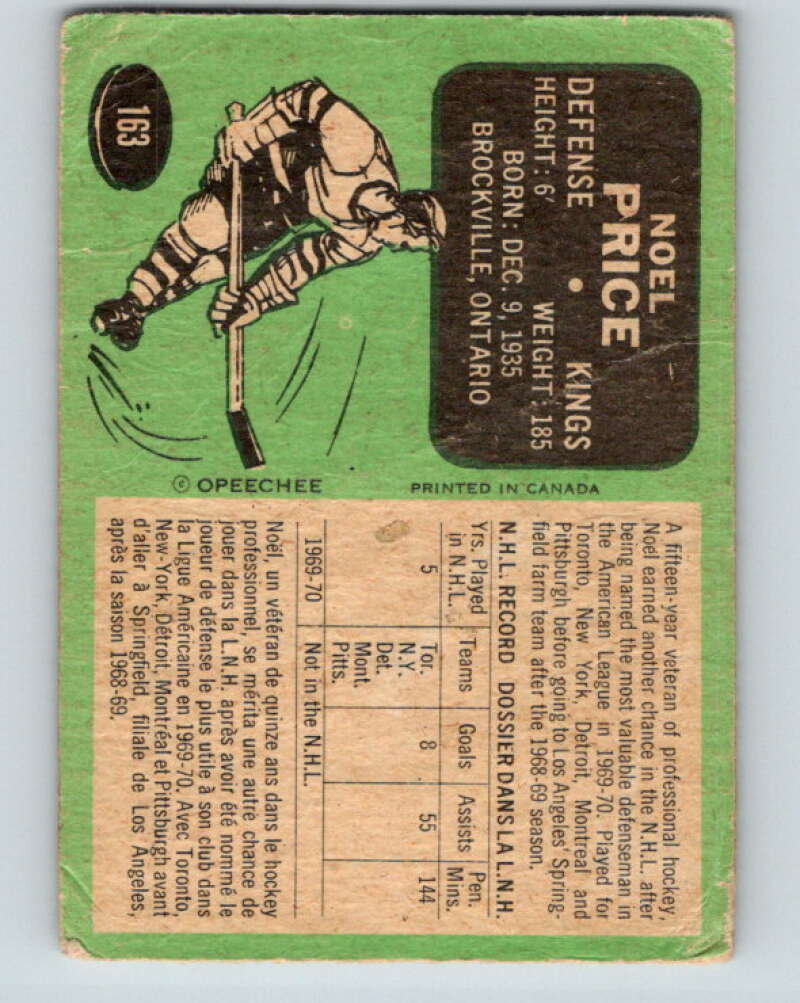 163
NOEL
PRICE
DEFENSE • KINGS
HEIGHT: 6' WEIGHT: 185
BORN: DEC. 9, 1935
BROCKVILLE, ONTARIO
© OPEECHEE PRINTED IN CANADA
A fifteen-year veteran of professional hockey,
Noel earned another chance in the N.H.L. after
being named the most valuable defenseman in
the American League in 1969-70. Played for
Toronto, New York, Detroit, Montreal and
Pittsburgh before going to Los Angeles' Spring-
field farm team after the 1968-69 season.
N.H.L. RECORD DOSSIER DANS LA L.N.H.
Yrs. Played in N.H.L. Teams Goals Assists Pen. Mins.
5 Tor. 8 55 144
N.Y.
Det.
Mont.
Pitts.
1969-70 Not in the N.H.L.
Noël, un vétéran de quinze ans dans le hockey
professionnel, se mérita une autre chance de
jouer dans la L.N.H. après avoir été nommé le
joueur de défense le plus utile à son club dans
la Ligue Américaine en 1969-70. Avec Toronto,
New-York, Détroit, Montréal et Pittsburgh avant
d'aller à Springfield, filiale de Los Angeles,
après la saison 1968-69.